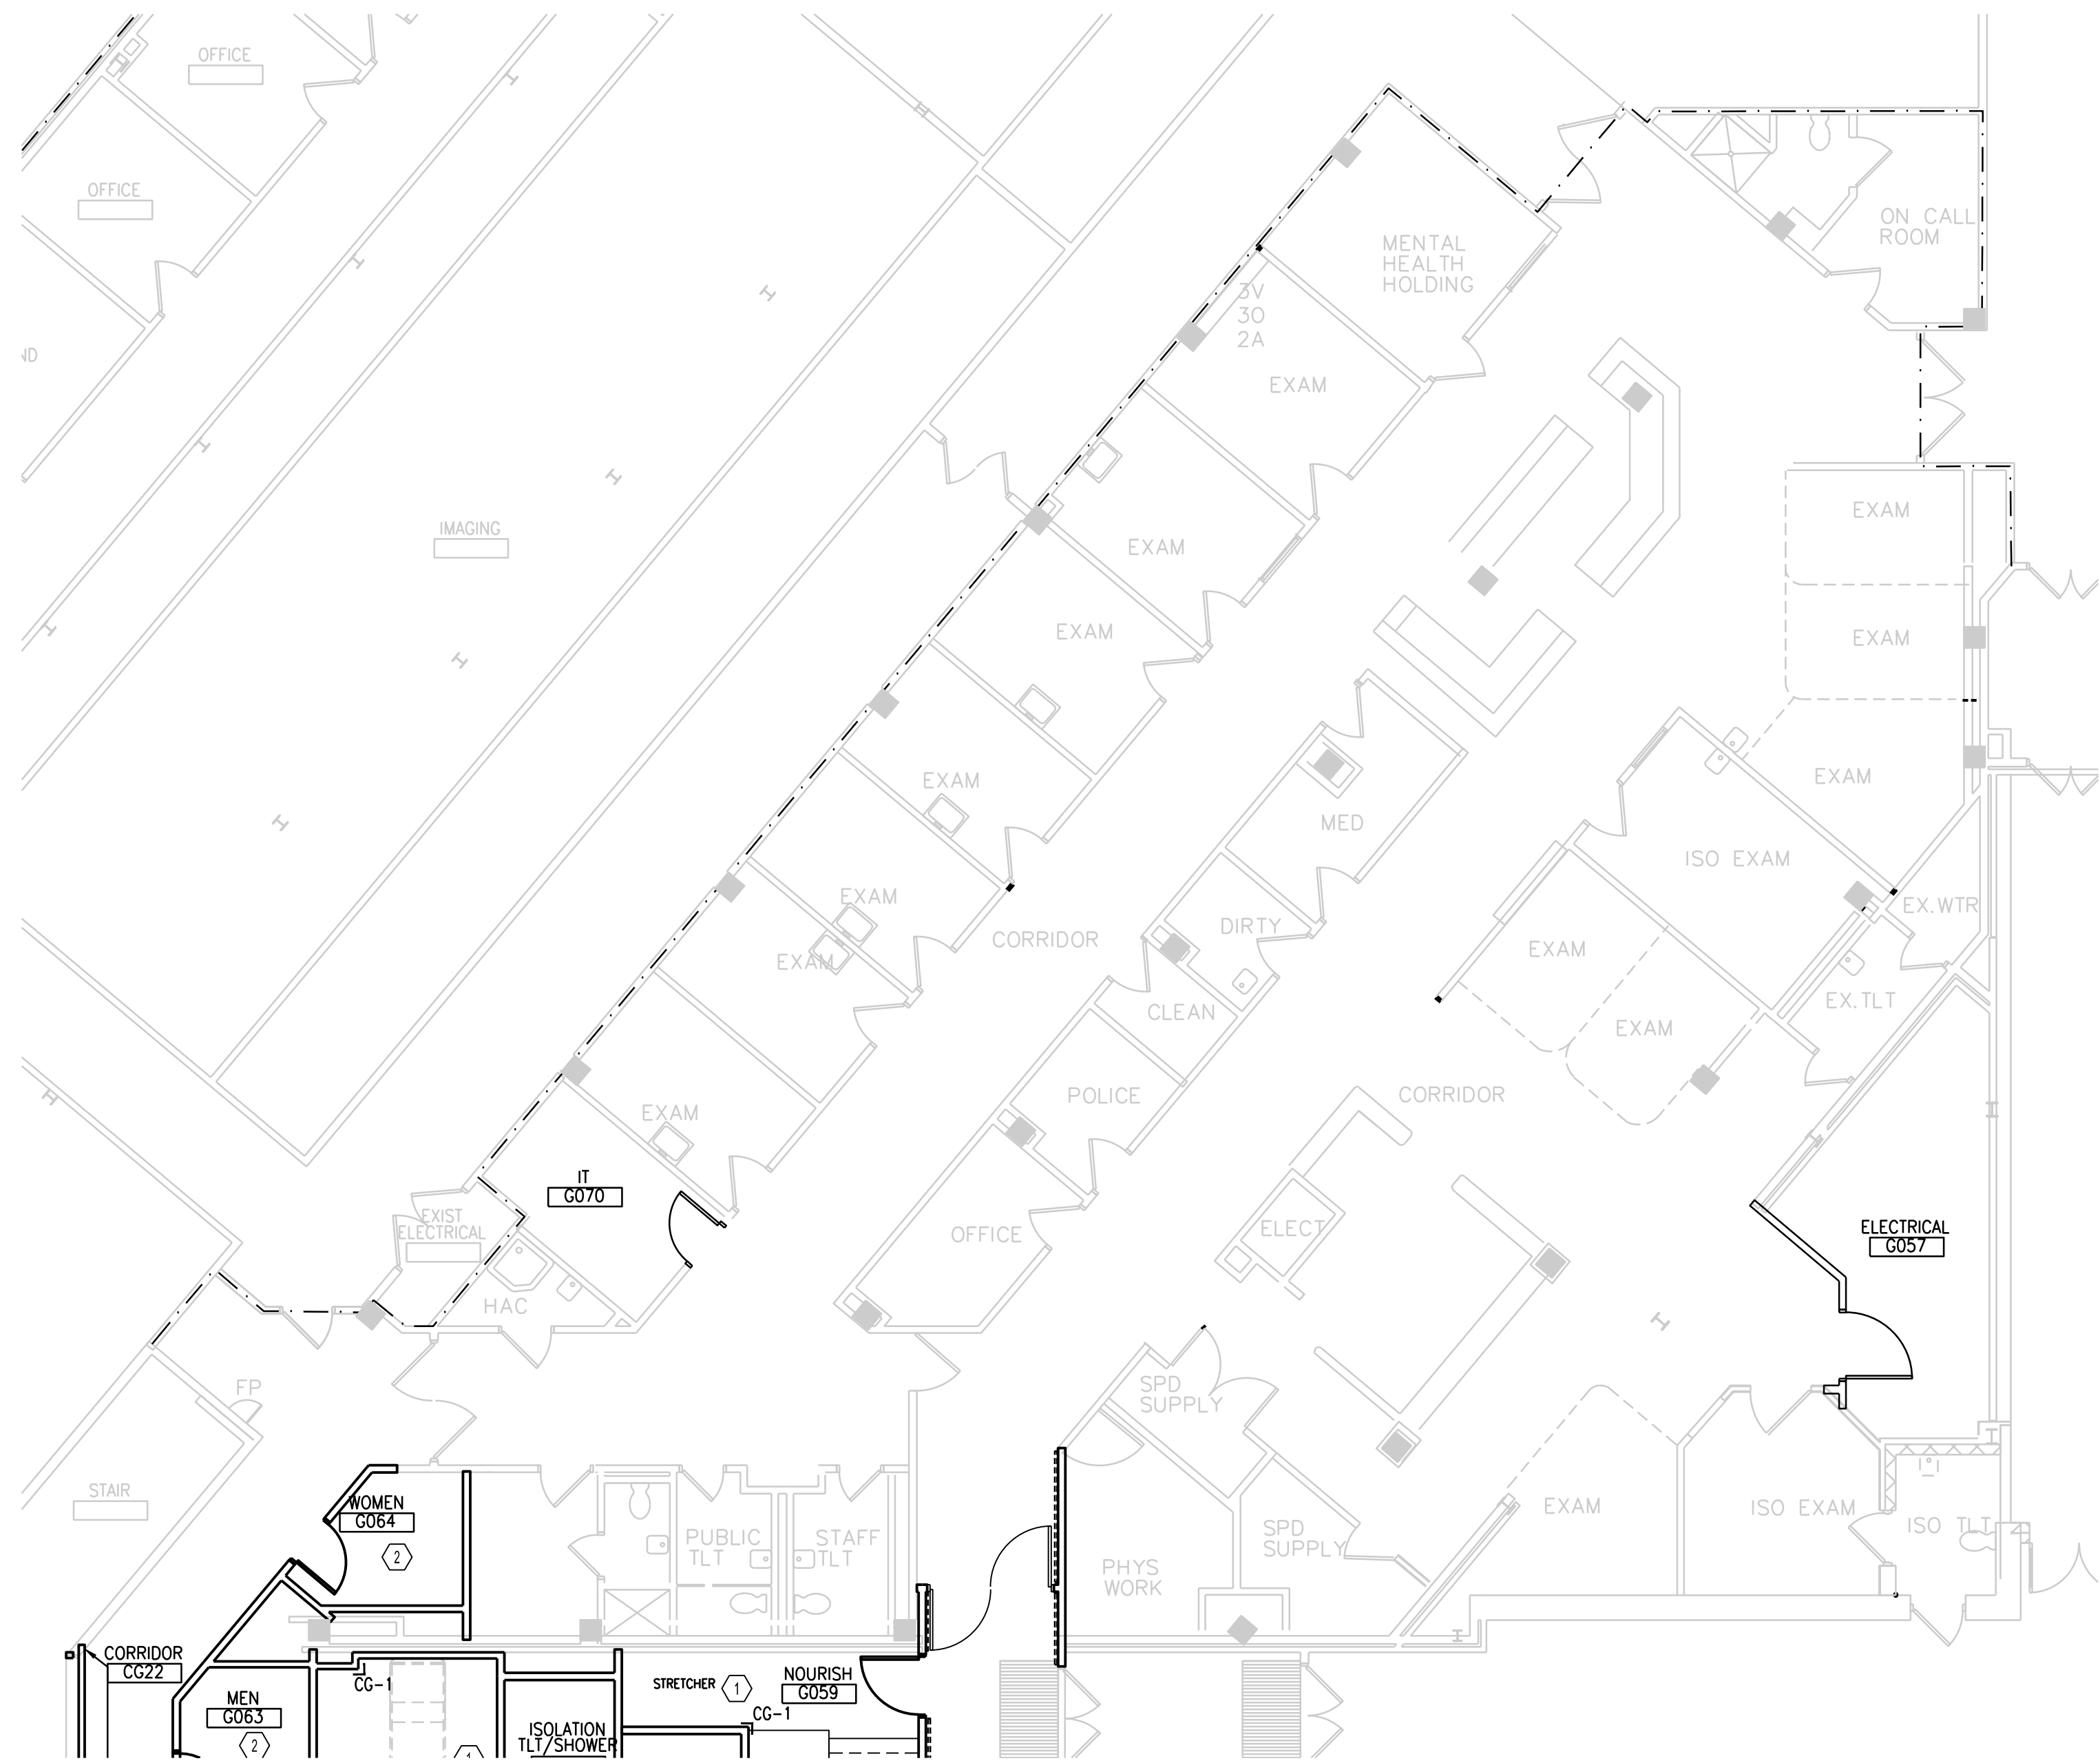 OFFICE
OFFICE
ND
IMAGING
ON CALL
ROOM
MENTAL
HEALTH
HOLDING
3V
3O
2A
EXAM
EXAM
EXAM
EXAM
EXAM
EXAM
EXAM
EXAM
EXAM
EXAM
MED
ISO EXAM
EX.WTR
DIRTY
CORRIDOR
EXAM
CLEAN
EX.TLT
EXAM
POLICE
CORRIDOR
IT
G070
EXIST
ELECTRICAL
OFFICE
ELECT
ELECTRICAL
G057
HAC
FP
SPD
SUPPLY
STAIR
WOMEN
G064
2
PUBLIC
TLT
STAFF
TLT
PHYS
WORK
SPD
SUPPLY
EXAM
ISO EXAM
ISO TLT
CORRIDOR
CG22
CG-1
STRETCHER
1
NOURISH
G059
MEN
G063
2
CG-1
ISOLATION
TLT/SHOWER
1